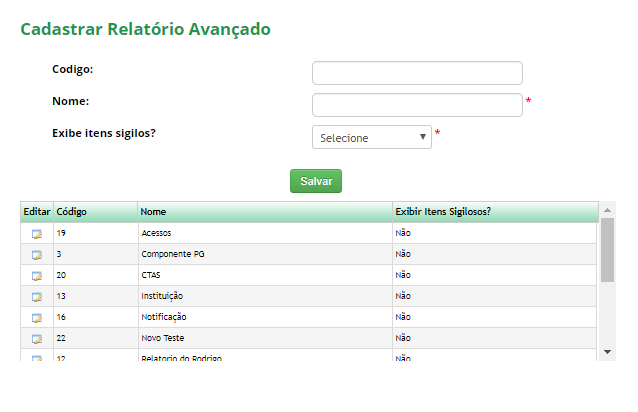 Cadastrar Relatório Avançado
Codigo:
Nome: *
Exibe itens sigilos? Selecione *
Salvar
Editar Código Nome Exibir Itens Sigilosos?
19 Acessos Não
3 Componente PG Não
20 CTAS Não
13 Instituição Não
16 Notificação Não
22 Novo Teste Não
12 Relatorio do Rodrigo Não